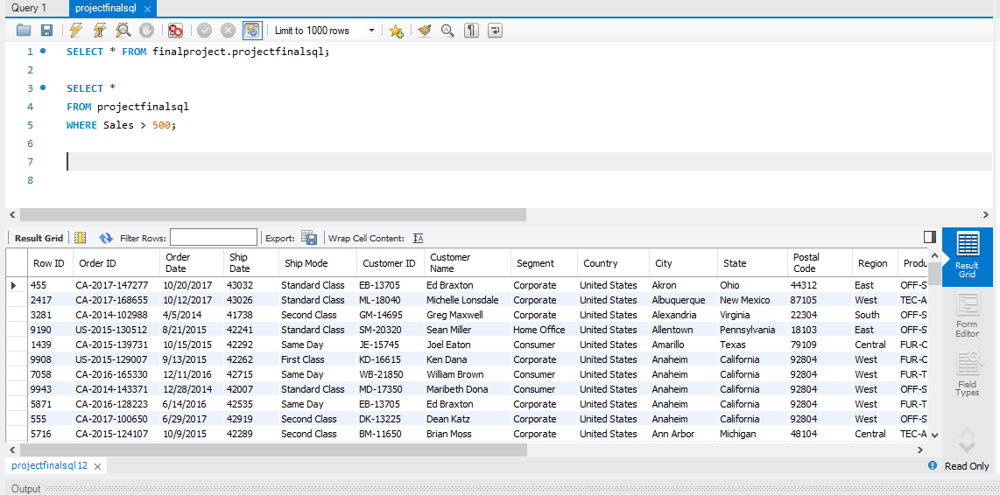 Query 1
projectfinalsql
Limit to 1000 rows
1 SELECT * FROM finalproject.projectfinalsql;
2
3 SELECT *
4 FROM projectfinalsql
5 WHERE Sales > 500;
6
7
8
Result Grid Filter Rows: Export: Wrap Cell Content: IA
Row ID Order ID Order Date Ship Date Ship Mode Customer ID Customer Name Segment Country City State Postal Code Region Produ
455 CA-2017-147277 10/20/2017 43032 Standard Class EB-13705 Ed Braxton Corporate United States Akron Ohio 44312 East OFF-S
2417 CA-2017-168655 10/12/2017 43026 Standard Class ML-18040 Michelle Lonsdale Corporate United States Albuquerque New Mexico 87105 West TEC-A
3281 CA-2014-102988 4/5/2014 41738 Second Class GM-14695 Greg Maxwell Corporate United States Alexandria Virginia 22304 South OFF-S
9190 US-2015-130512 8/21/2015 42241 Standard Class SM-20320 Sean Miller Home Office United States Allentown Pennsylvania 18103 East OFF-S
1439 CA-2015-139731 10/15/2015 42292 Same Day JE-15745 Joel Eaton Consumer United States Amarillo Texas 79109 Central FUR-C
9908 US-2015-129007 9/13/2015 42262 First Class KD-16615 Ken Dana Corporate United States Anaheim California 92804 West FUR-C
7058 CA-2016-165330 12/11/2016 42715 Same Day WB-21850 William Brown Consumer United States Anaheim California 92804 West FUR-T
9943 CA-2014-143371 12/28/2014 42007 Standard Class MD-17350 Maribeth Dona Consumer United States Anaheim California 92804 West OFF-S
5871 CA-2016-128223 6/14/2016 42535 Same Day EB-13705 Ed Braxton Corporate United States Anaheim California 92804 West FUR-T
555 CA-2017-100650 6/29/2017 42919 Second Class DK-13225 Dean Katz Corporate United States Anaheim California 92804 West OFF-S
5716 CA-2015-124107 10/9/2015 42289 Second Class BM-11650 Brian Moss Corporate United States Ann Arbor Michigan 48104 Central TEC-A
Result
Grid
Form
Editor
Field
Types
projectfinalsql 12
Read Only
Output